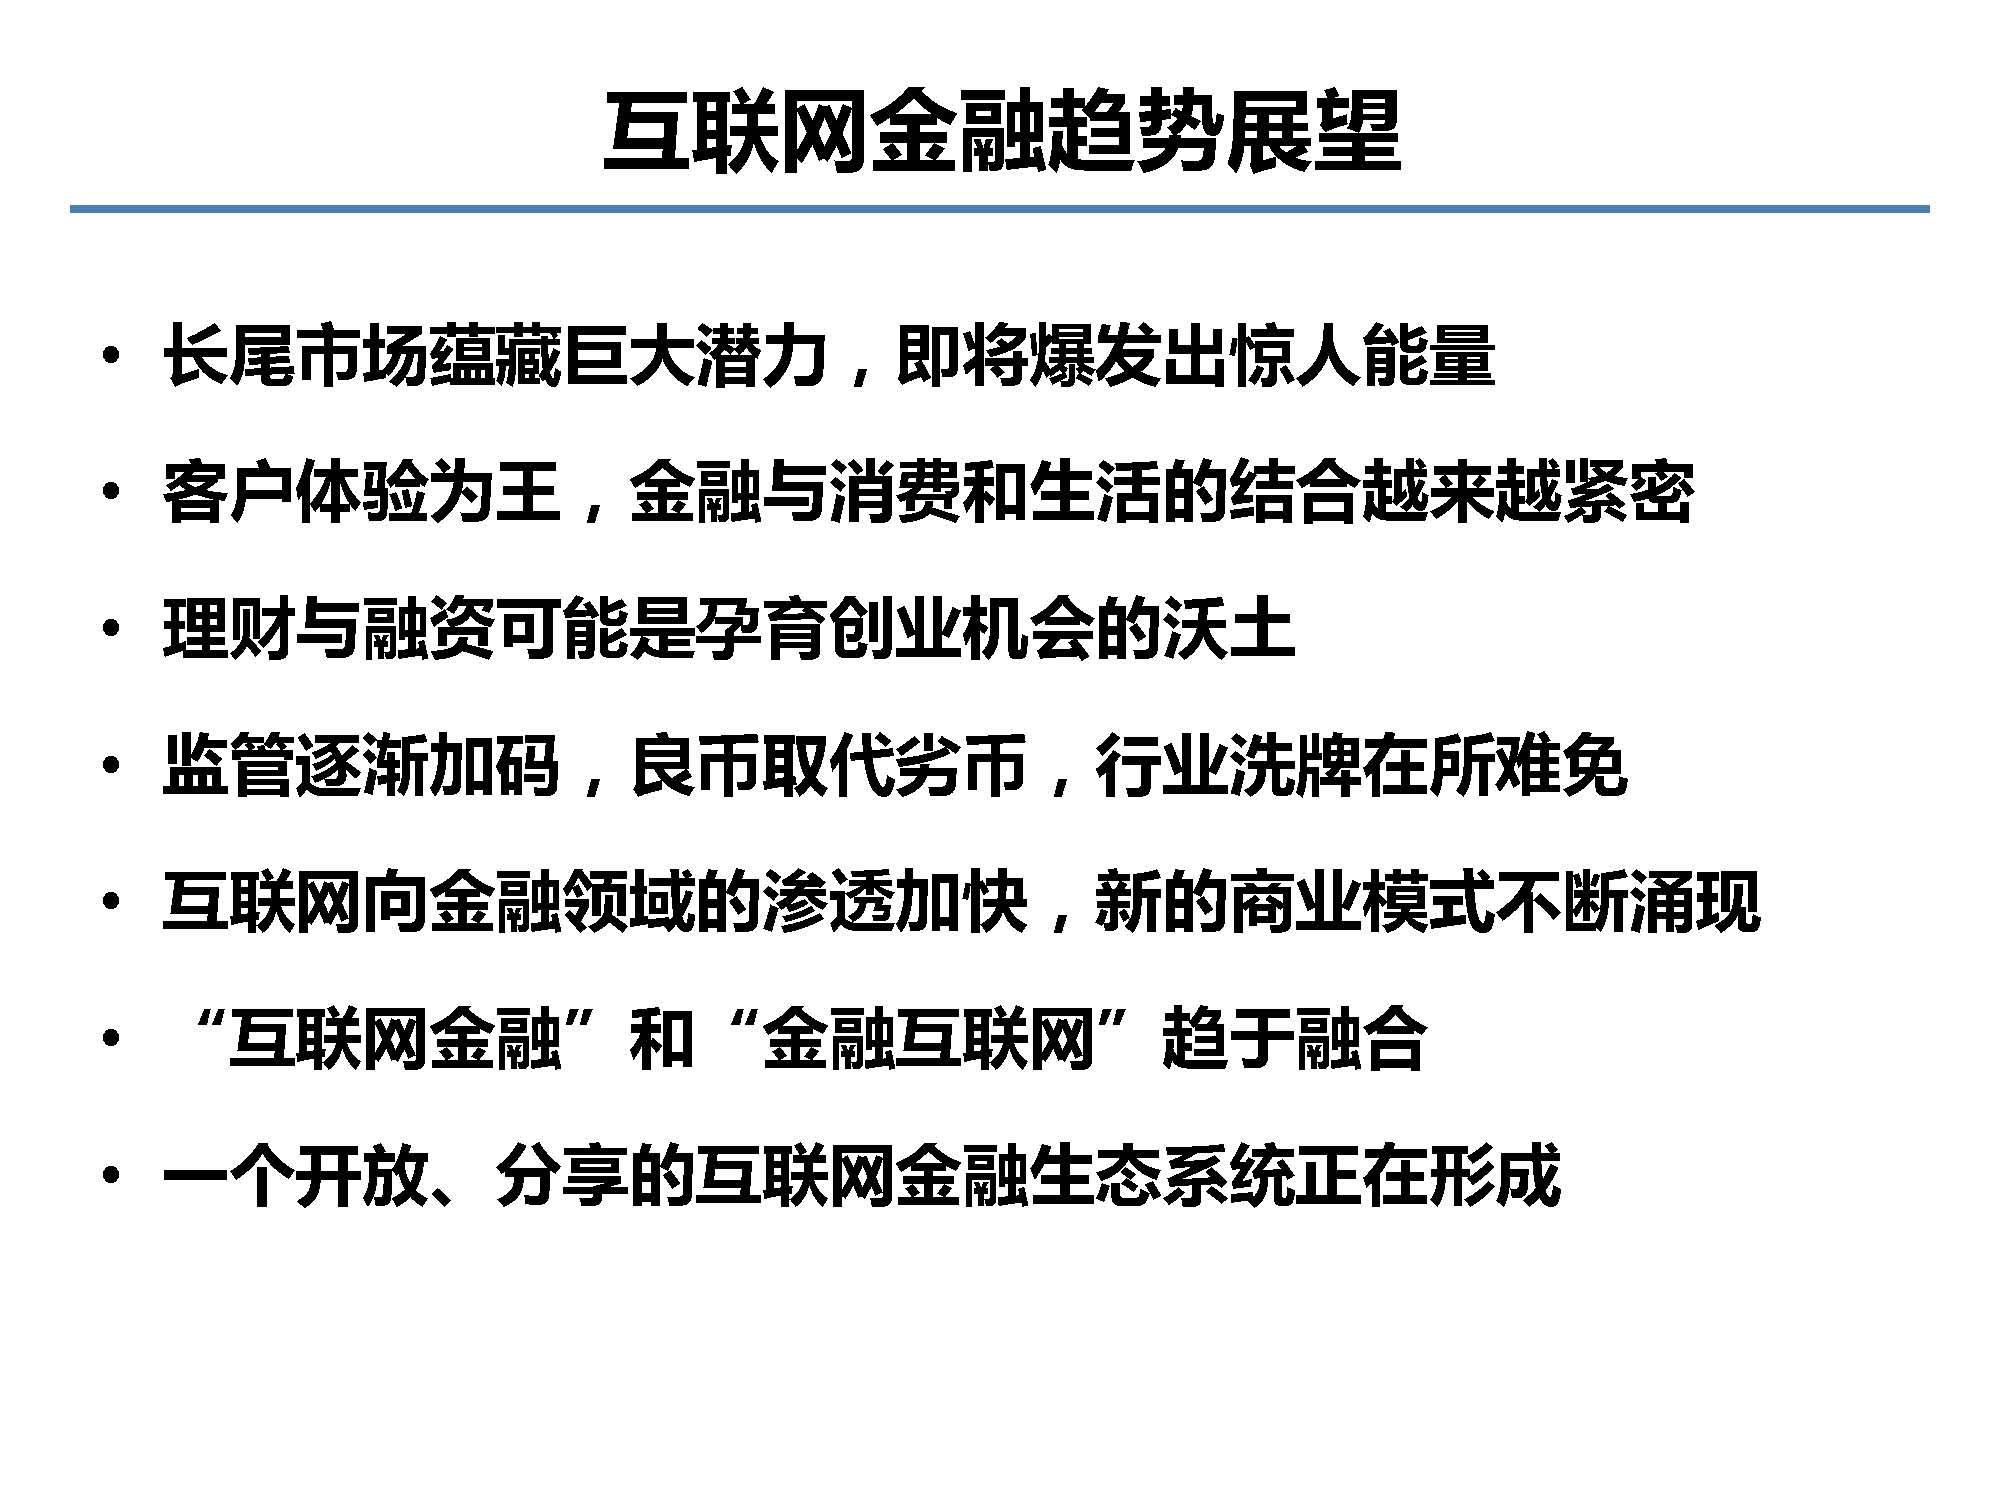 互联网金融趋势展望
• 长尾市场蕴藏巨大潜力，即将爆发出惊人能量
• 客户体验为王，金融与消费和生活的结合越来越紧密
• 理财与融资可能是孕育创业机会的沃土
• 监管逐渐加码，良币取代劣币，行业洗牌在所难免
• 互联网向金融领域的渗透加快，新的商业模式不断涌现
• “互联网金融”和“金融互联网”趋于融合
• 一个开放、分享的互联网金融生态系统正在形成